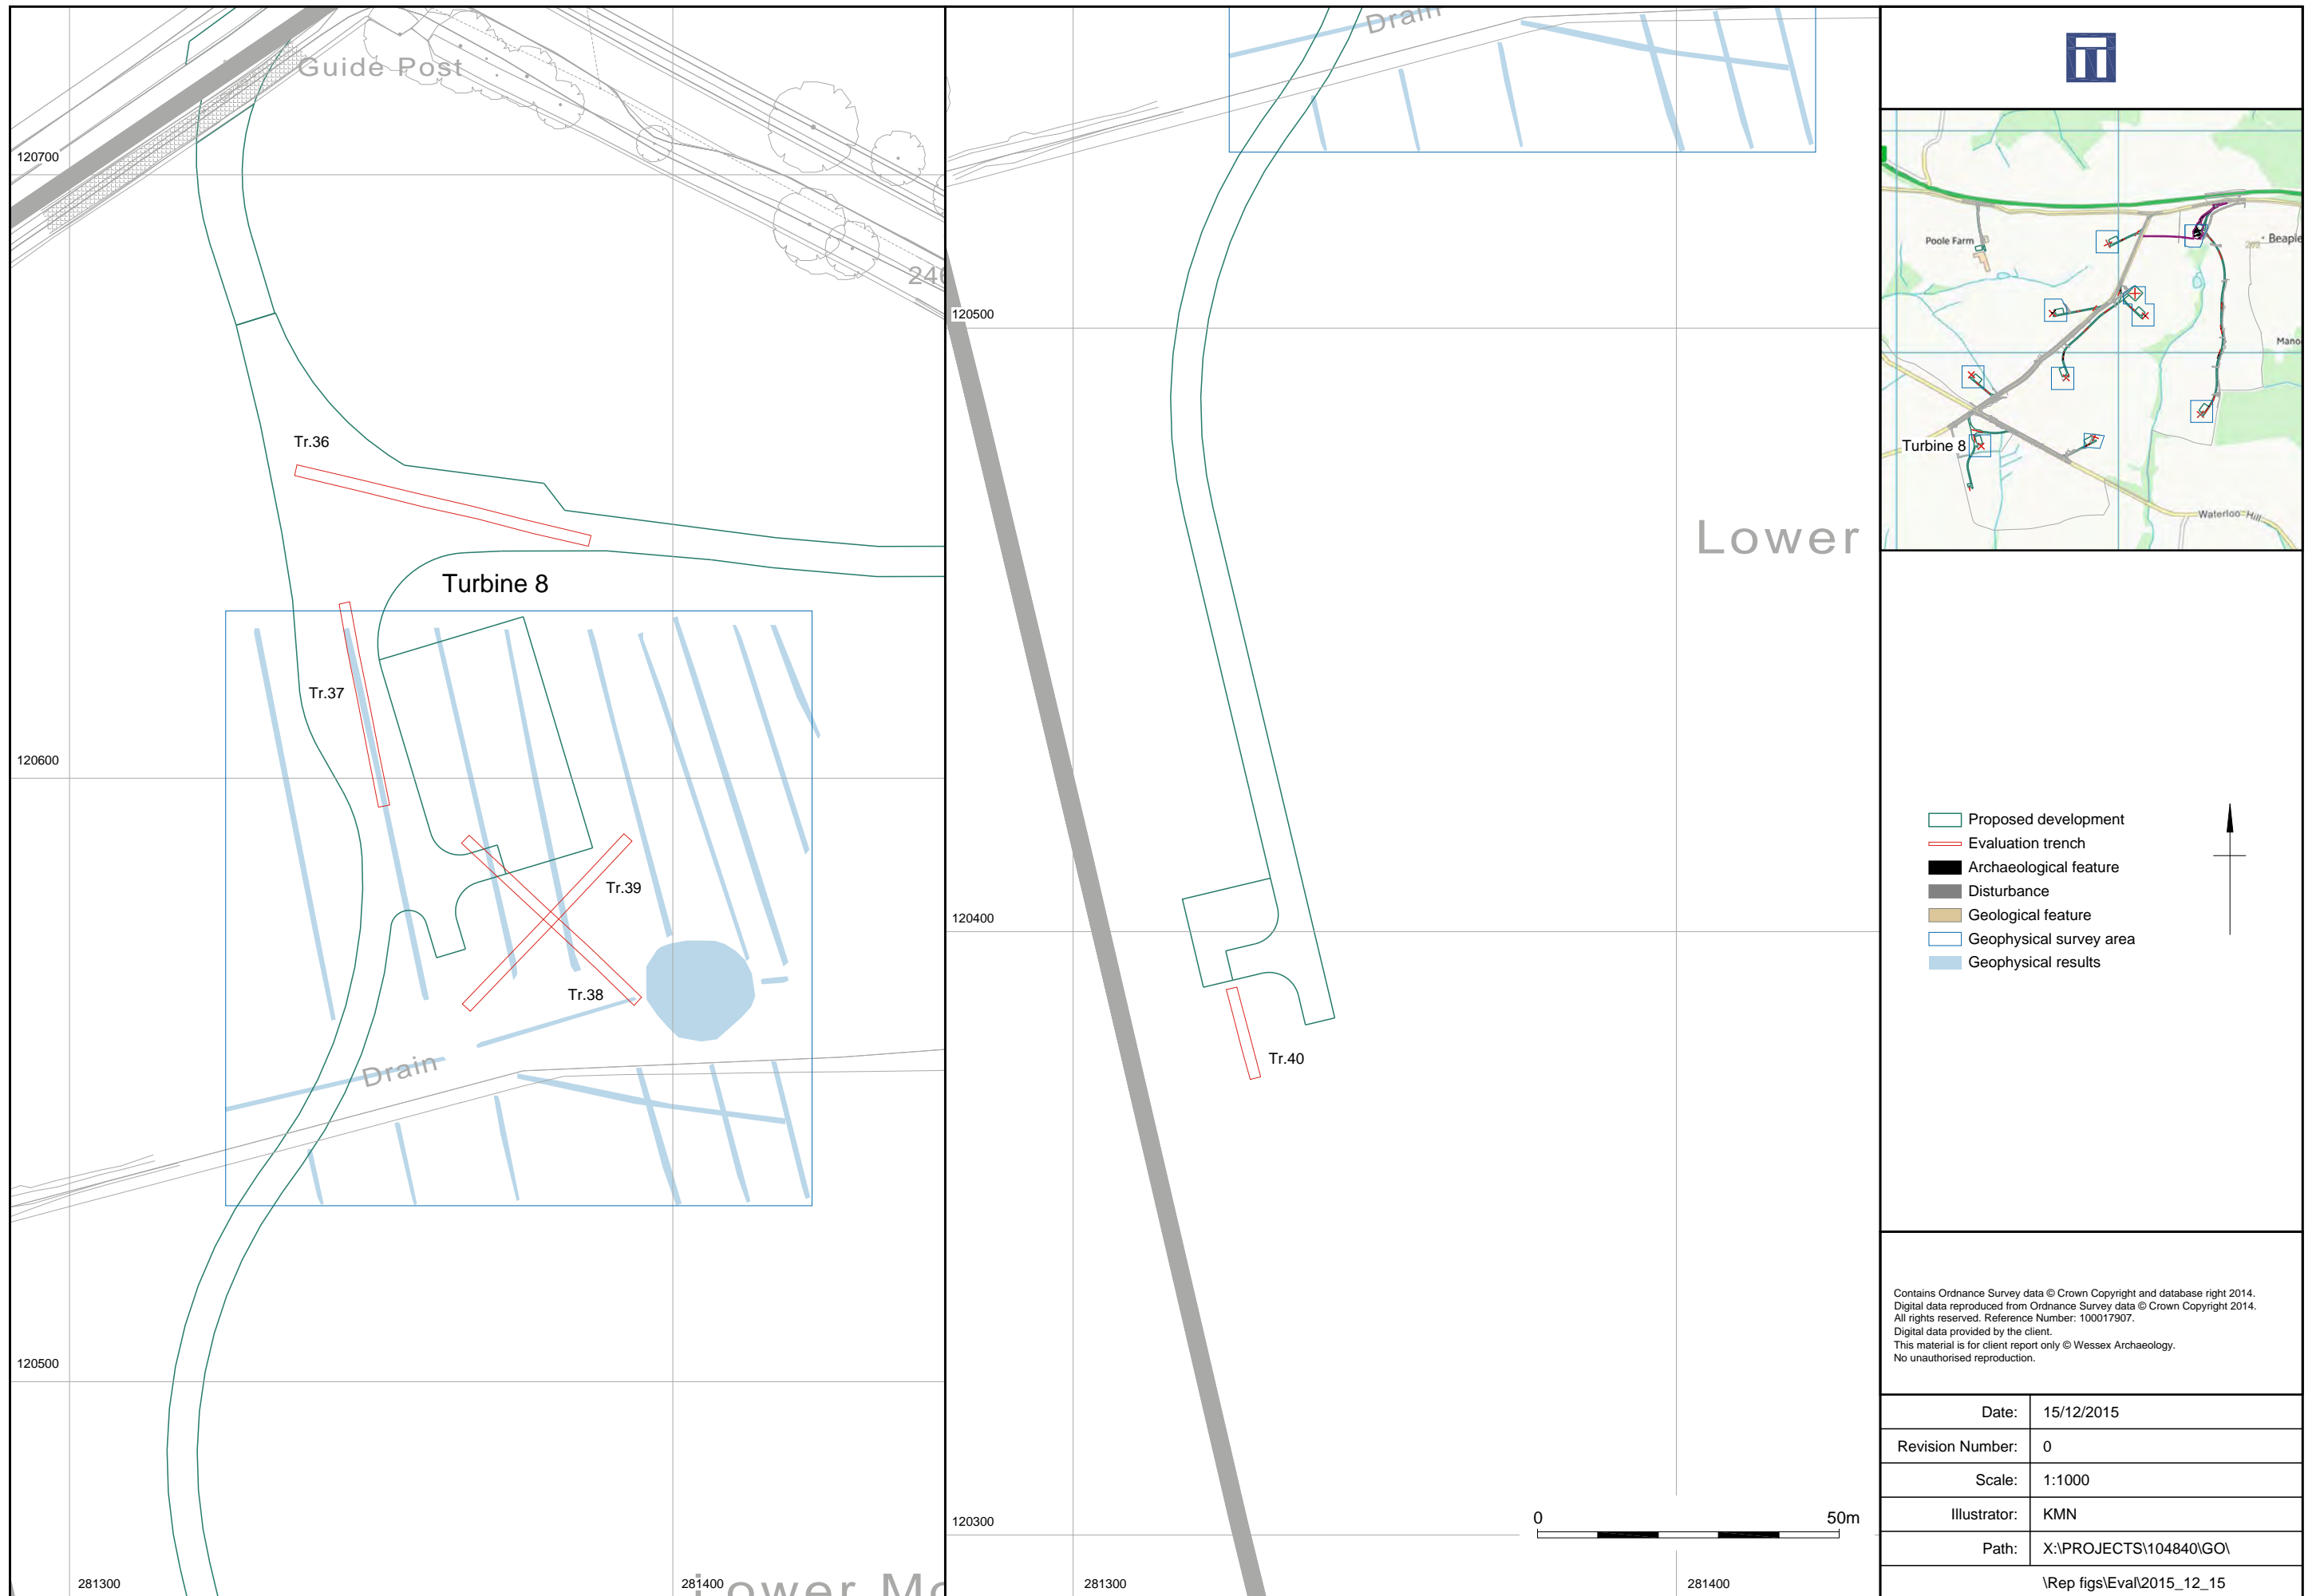 Guide Post
120700
246
Tr.36
Turbine 8
Tr.37
120600
Tr.39
Tr.38
Drain
120500
281300
281400
Lower Mo
Drain
120500
Lower
120400
Tr.40
120300
0 50m
281300
281400
Poole Farm
Beaple
Mano
Turbine 8
Waterloo Hill
Proposed development
Evaluation trench
Archaeological feature
Disturbance
Geological feature
Geophysical survey area
Geophysical results
Contains Ordnance Survey data © Crown Copyright and database right 2014.
Digital data reproduced from Ordnance Survey data © Crown Copyright 2014.
All rights reserved. Reference Number: 100017907.
Digital data provided by the client.
This material is for client report only © Wessex Archaeology.
No unauthorised reproduction.
Date: 15/12/2015
Revision Number: 0
Scale: 1:1000
Illustrator: KMN
Path: X:\PROJECTS\104840\GO\
\Rep figs\Eval\2015_12_15